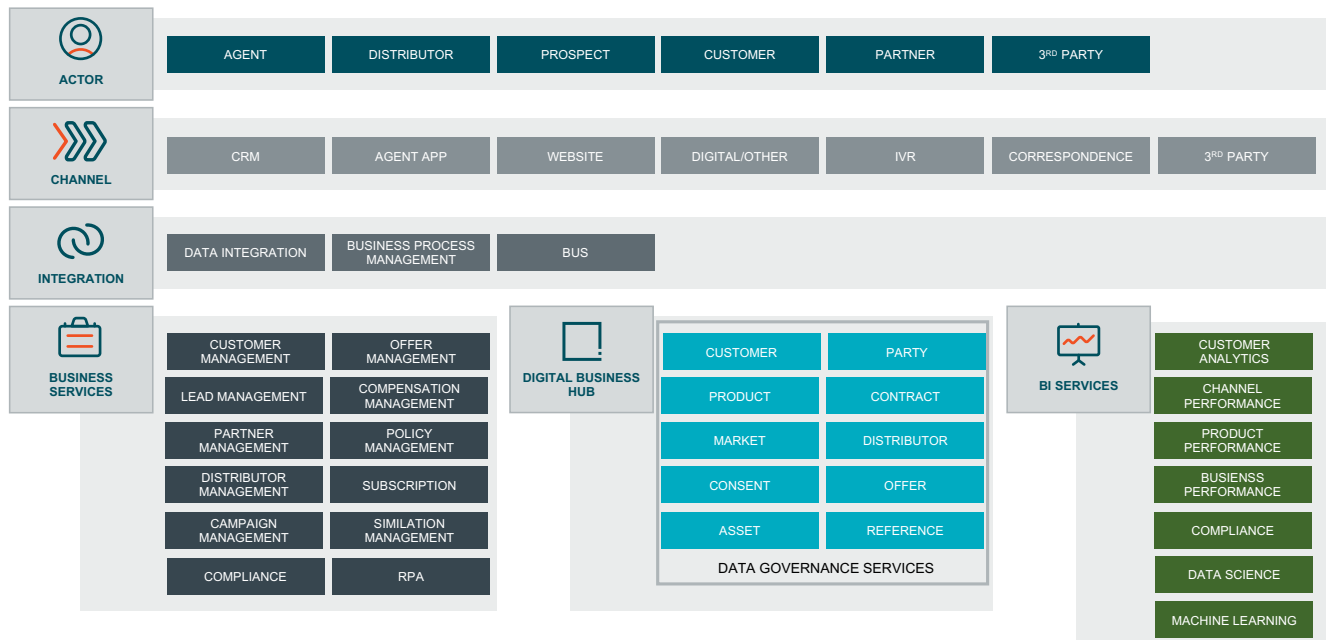 ACTOR
AGENT
DISTRIBUTOR
PROSPECT
CUSTOMER
PARTNER
3RD PARTY
CHANNEL
CRM
AGENT APP
WEBSITE
DIGITAL/OTHER
IVR
CORRESPONDENCE
3RD PARTY
INTEGRATION
DATA INTEGRATION
BUSINESS PROCESS
MANAGEMENT
BUS
BUSINESS
SERVICES
CUSTOMER
MANAGEMENT
OFFER
MANAGEMENT
LEAD MANAGEMENT
COMPENSATION
MANAGEMENT
PARTNER
MANAGEMENT
POLICY
MANAGEMENT
DISTRIBUTOR
MANAGEMENT
SUBSCRIPTION
CAMPAIGN
MANAGEMENT
SIMILATION
MANAGEMENT
COMPLIANCE
RPA
DIGITAL BUSINESS
HUB
CUSTOMER
PARTY
PRODUCT
CONTRACT
MARKET
DISTRIBUTOR
CONSENT
OFFER
ASSET
REFERENCE
DATA GOVERNANCE SERVICES
BI SERVICES
CUSTOMER
ANALYTICS
CHANNEL
PERFORMANCE
PRODUCT
PERFORMANCE
BUSIENSS
PERFORMANCE
COMPLIANCE
DATA SCIENCE
MACHINE LEARNING